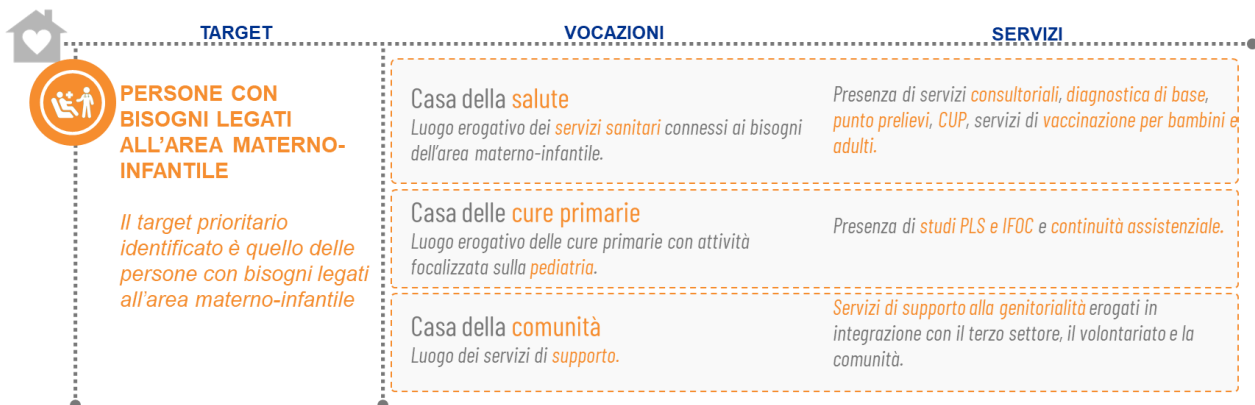 TARGET
VOCAZIONI
SERVIZI
PERSONE CON
BISOGNI LEGATI
ALL'AREA MATERNO-
INFANTILE
Il target prioritario
identificato è quello delle
persone con bisogni legati
all'area materno-infantile
Casa della salute
Luogo erogativo dei servizi sanitari connessi ai bisogni
dell'area materno-infantile.
Presenza di servizi consultoriali, diagnostica di base,
punto prelievi, CUP, servizi di vaccinazione per bambini e
adulti.
Casa delle cure primarie
Luogo erogativo delle cure primarie con attività
focalizzata sulla pediatria.
Presenza di studi PLS e IFOC e continuità assistenziale.
Casa della comunità
Luogo dei servizi di supporto.
Servizi di supporto alla genitorialità erogati in
integrazione con il terzo settore, il volontariato e la
comunità.